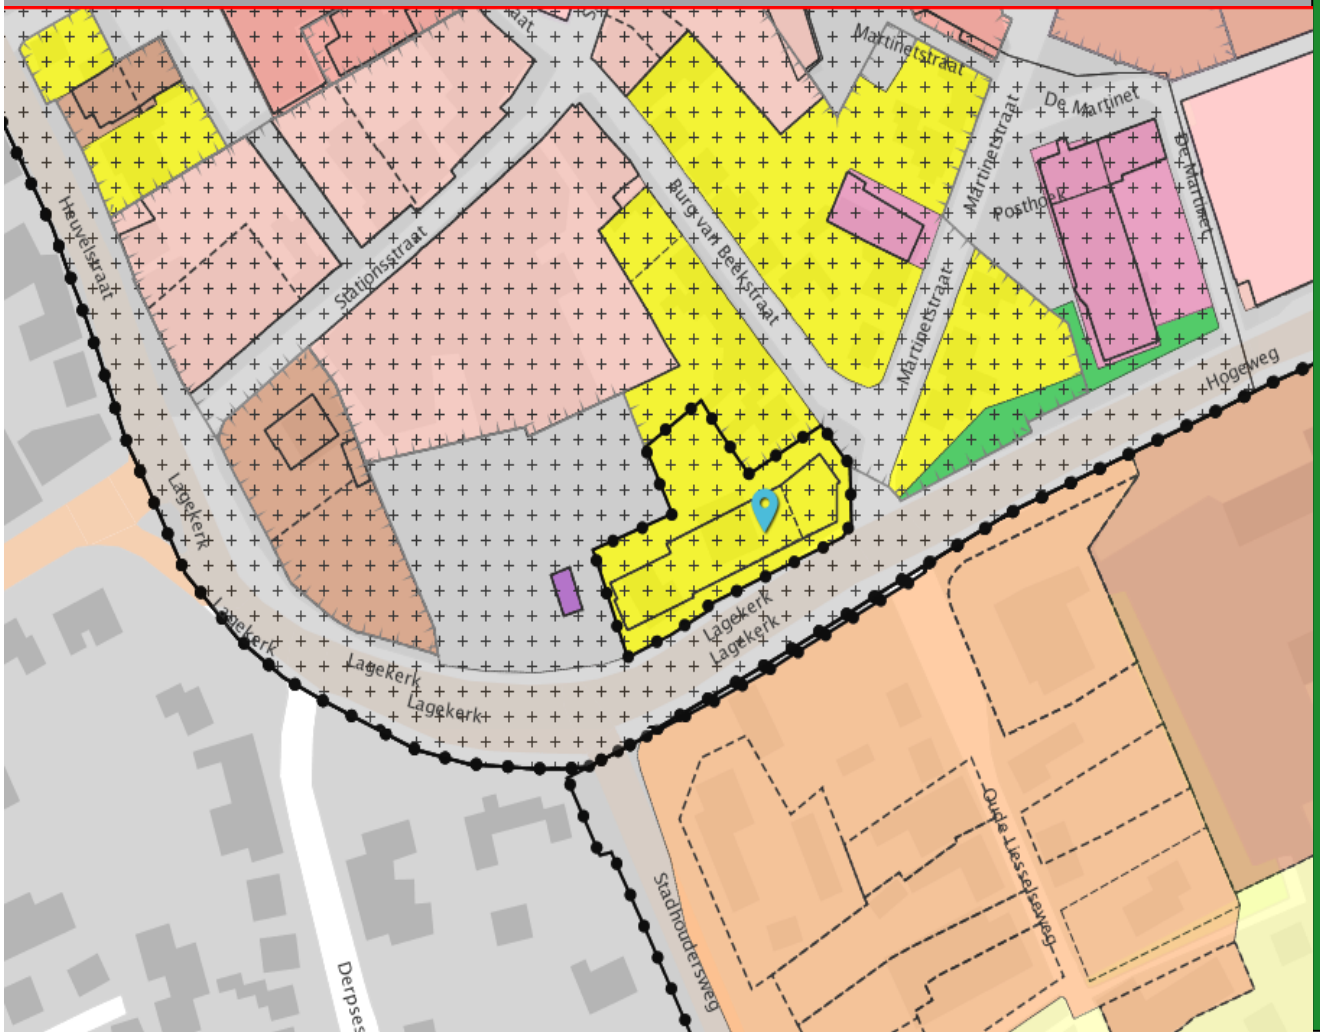 Martinetstraat
De Martinet
Martinetstraat
De Martinet
Posthoek
Burg van Beekstraat
Heuvelstraat
Stationsstraat
Martinetstraat
Hogeweg
Lagekerk
Lagekerk
Lagekerk
Lagekerk
Lagekerk
Lagekerk
Oude Liesselseweg
Stadhoudersweg
Derpses